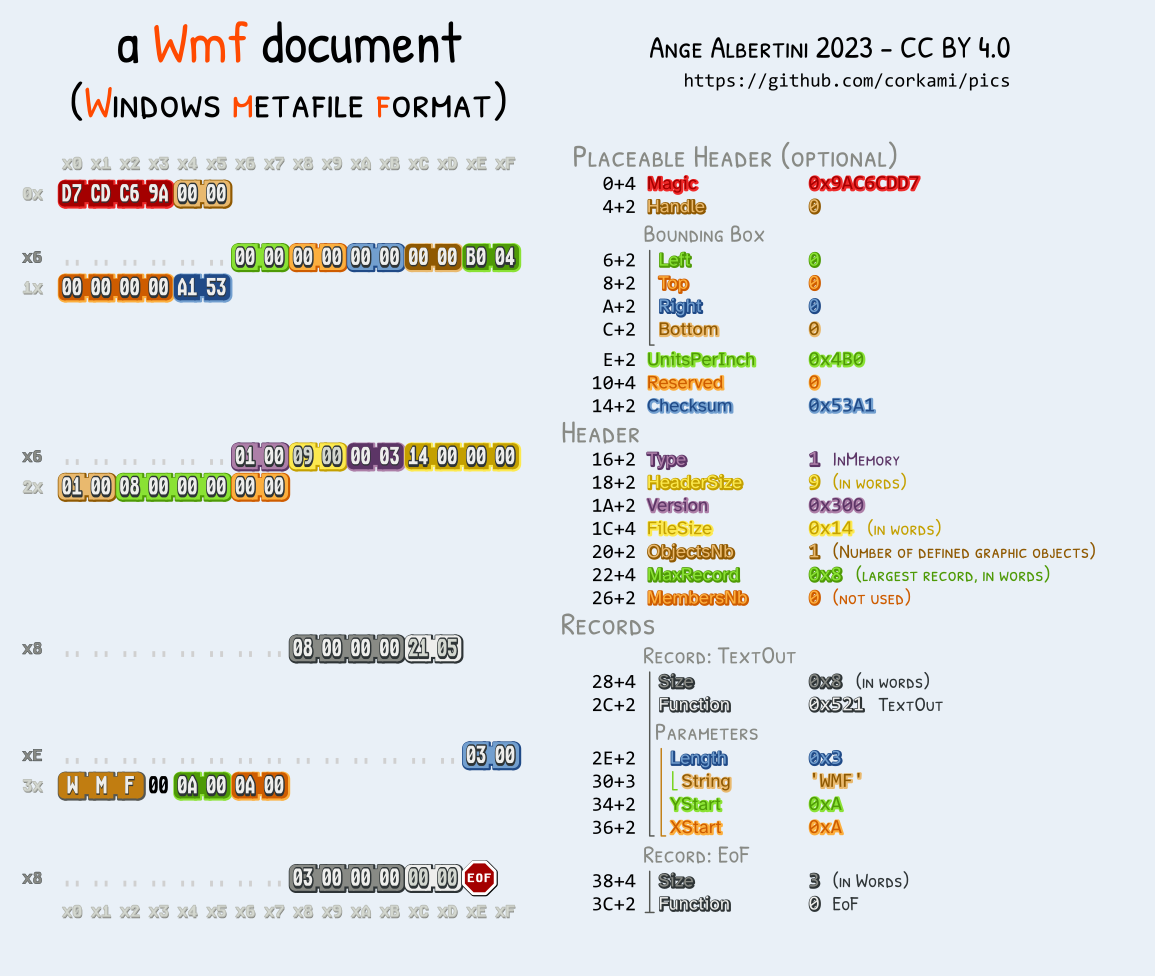 a Wmf document
(Windows Metafile Format)
Ange Albertini 2023 - CC BY 4.0
https://github.com/corkami/pics
x0 x1 x2 x3 x4 x5 x6 x7 x8 x9 xA xB xC xD xE xF
0x D7 CD C6 9A 00 00
x6 .. .. .. .. .. .. 00 00 00 00 00 00 00 00 B0 04
1x 00 00 00 00 A1 53
x6 .. .. .. .. .. .. 01 00 09 00 00 03 14 00 00 00
2x 01 00 08 00 00 00 00 00
x8 .. .. .. .. .. .. .. .. 08 00 00 00 21 05
xE .. .. .. .. .. .. .. .. .. .. .. .. .. .. 03 00
3x W M F 00 0A 00 0A 00
x8 .. .. .. .. .. .. .. .. 03 00 00 00 00 00 EOF
x0 x1 x2 x3 x4 x5 x6 x7 x8 x9 xA xB xC xD xE xF
Placeable Header (optional)
0+4 Magic 0x9AC6CDD7
4+2 Handle 0
Bounding Box
6+2 Left 0
8+2 Top 0
A+2 Right 0
C+2 Bottom 0
E+2 UnitsPerInch 0x4B0
10+4 Reserved 0
14+2 Checksum 0x53A1
Header
16+2 Type 1 InMemory
18+2 HeaderSize 9 (in words)
1A+2 Version 0x300
1C+4 FileSize 0x14 (in words)
20+2 ObjectsNb 1 (Number of defined graphic objects)
22+4 MaxRecord 0x8 (largest record, in words)
26+2 MembersNb 0 (not used)
Records
Record: TextOut
28+4 Size 0x8 (in words)
2C+2 Function 0x521 TextOut
Parameters
2E+2 Length 0x3
30+3 String 'WMF'
34+2 YStart 0xA
36+2 XStart 0xA
Record: EoF
38+4 Size 3 (in Words)
3C+2 Function 0 EoF